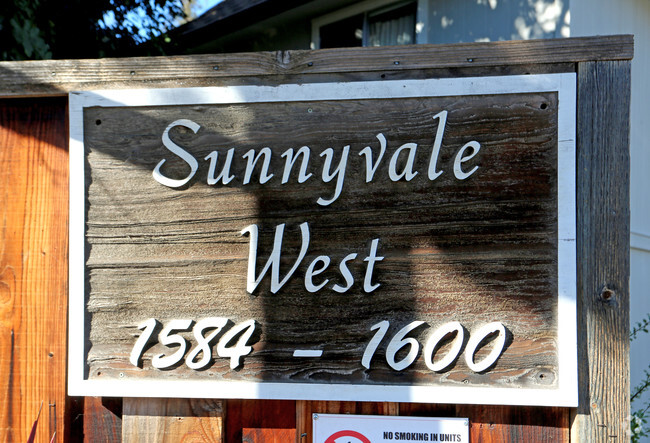 Sunnyvale
West
1584 - 1600
NO SMOKING IN UNITS